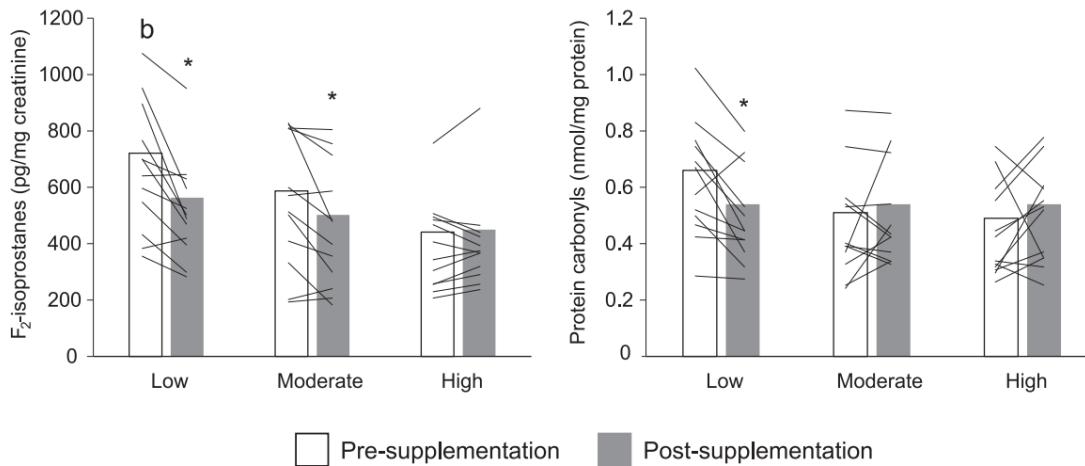 F₂-isoprostanes (pg/mg creatinine)
1200
1000
800
600
400
200
0
b
*
*
Low
Moderate
High
Protein carbonyls (nmol/mg protein)
1.2
1.0
0.8
0.6
0.4
0.2
0
*
Low
Moderate
High
Pre-supplementation
Post-supplementation